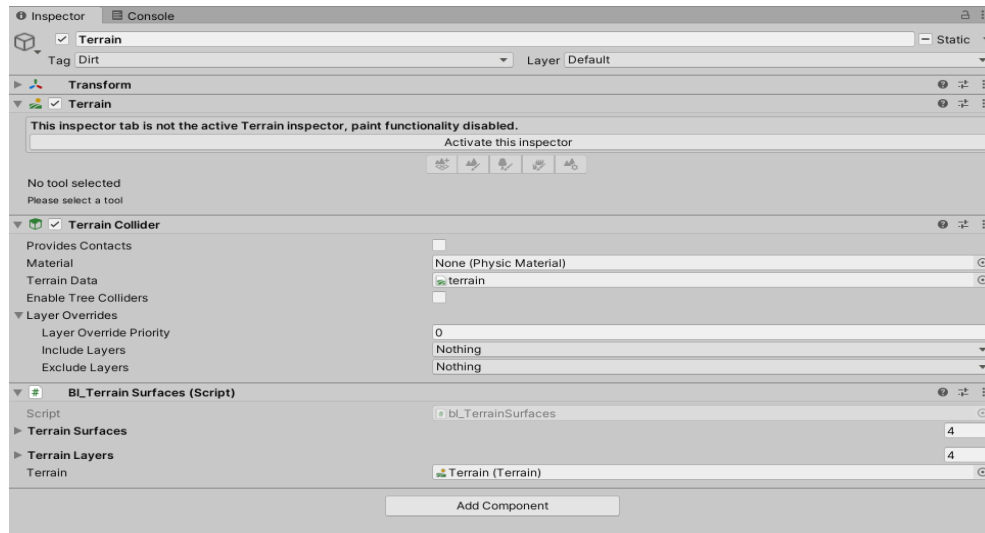 Inspector Console
Terrain Static
Tag Dirt Layer Default
Transform
Terrain
This inspector tab is not the active Terrain inspector, paint functionality disabled.
Activate this inspector
No tool selected
Please select a tool
Terrain Collider
Provides Contacts
Material None (Physic Material)
Terrain Data terrain
Enable Tree Colliders
Layer Overrides
Layer Override Priority 0
Include Layers Nothing
Exclude Layers Nothing
# Bl_Terrain Surfaces (Script)
Script # bl_TerrainSurfaces
Terrain Surfaces 4
Terrain Layers 4
Terrain Terrain (Terrain)
Add Component